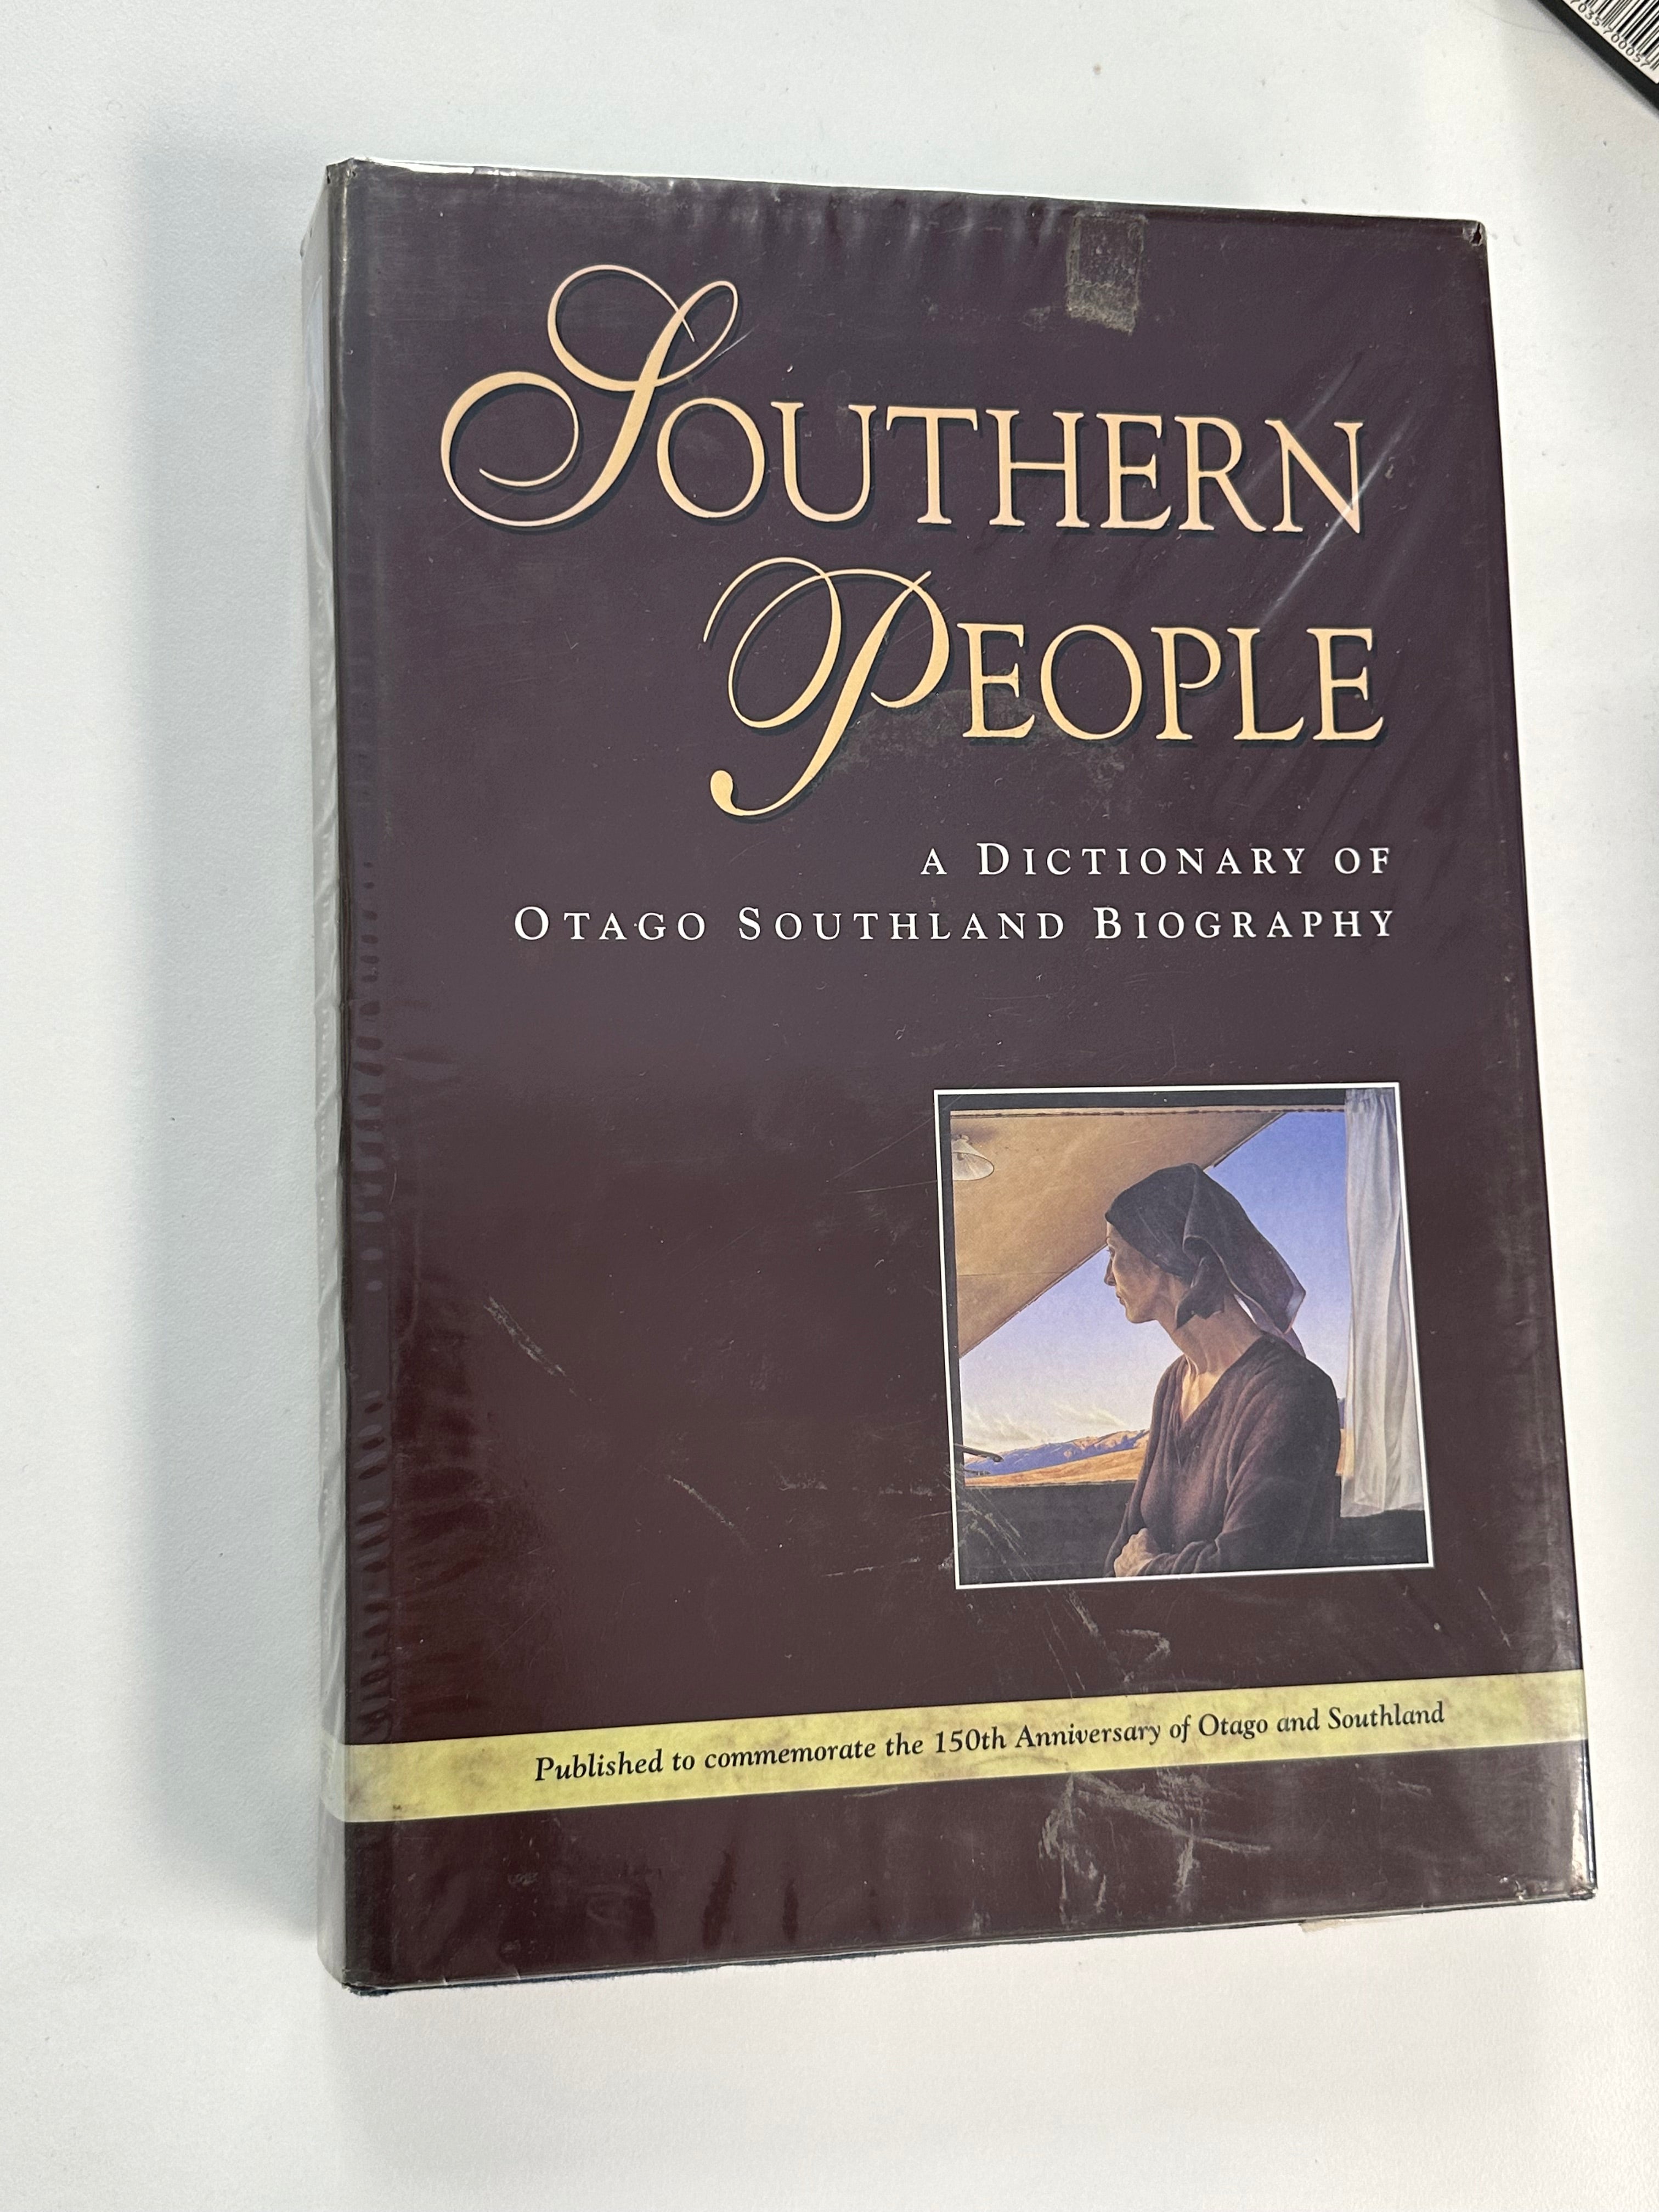 SOUTHERN
PEOPLE
A DICTIONARY OF
OTAGO SOUTHLAND BIOGRAPHY
Published to commemorate the 150th Anniversary of Otago and Southland